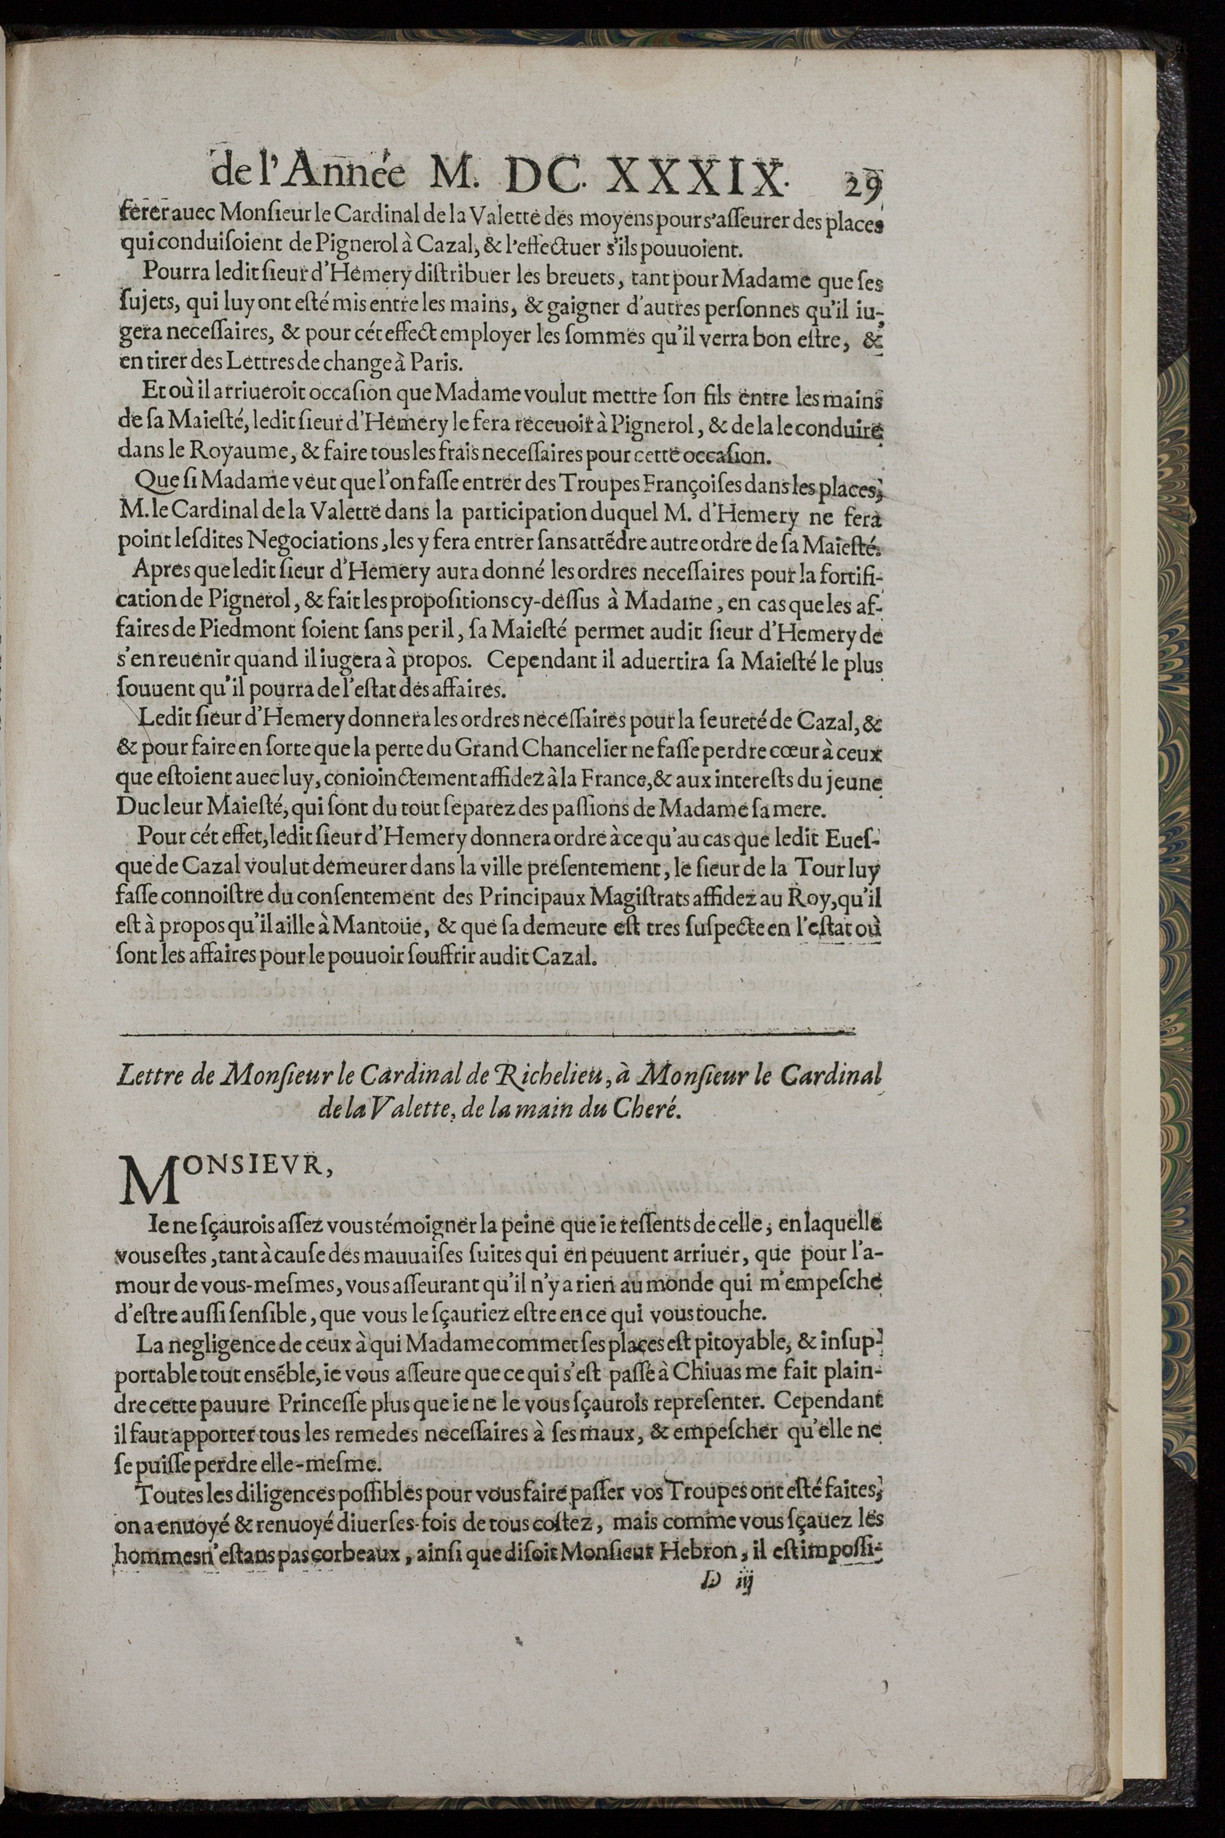 de l'Année M. DC. XXXIX. 29
ferer auec Monſieur le Cardinal de la Valette des moyens pour s'aſſeurer des places
qui conduiſoient de Pignerol à Cazal, & l'effectuer s'ils pouuoient.
Pourra ledit ſieur d'Hemery diſtribuer les breuets, tant pour Madame que ſes
ſujets, qui luy ont eſté mis entre les mains, & gaigner d'autres perſonnes qu'il iu-
gera neceſſaires, & pour cét effect employer les ſommes qu'il verra bon eſtre, &
en tirer des Lettres de change à Paris.
Et où il arriueroit occaſion que Madame voulut mettre ſon fils entre les mains
de ſa Maieſté, ledit ſieur d'Hemery le fera receuoir à Pignerol, & de la le conduire
dans le Royaume, & faire tous les frais neceſſaires pour cette occaſion.
Que ſi Madame veut que l'on faſſe entrer des Troupes Françoiſes dans les places,
M. le Cardinal de la Valette dans la participation duquel M. d'Hemery ne fera
point leſdites Negociations, les y fera entrer ſans attẽdre autre ordre de ſa Maieſté.
Apres que ledit ſieur d'Hemery aura donné les ordres neceſſaires pour la fortifi-
cation de Pignerol, & fait les propoſitions cy-deſſus à Madame, en cas que les af-
faires de Piedmont ſoient ſans peril, ſa Maieſté permet audit ſieur d'Hemery de
s'en reuenir quand il iugera à propos. Cependant il aduertira ſa Maieſté le plus
ſouuent qu'il pourra de l'eſtat des affaires.
Ledit ſieur d'Hemery donnera les ordres neceſſaires pour la ſeureté de Cazal, &
& pour faire en ſorte que la perte du Grand Chancelier ne faſſe perdre cœur à ceux
que eſtoient auec luy, conioinctement affidez à la France, & aux intereſts du jeune
Duc leur Maieſté, qui ſont du tout ſeparez des paſſions de Madame ſa mere.
Pour cét effet, ledit ſieur d'Hemery donnera ordre à ce qu'au cas que ledit Eueſ-
que de Cazal voulut demeurer dans la ville preſentement, le ſieur de la Tour luy
faſſe connoiſtre du conſentement des Principaux Magiſtrats affidez au Roy, qu'il
eſt à propos qu'il aille à Mantoüe, & que ſa demeure eſt tres ſuſpecte en l'eſtat où
ſont les affaires pour le pouuoir ſouffrir audit Cazal.
Lettre de Monſieur le Cardinal de Richelieu, à Monſieur le Cardinal
de la Valette, de la main du Cheré.
MONSIEVR,
Ie ne ſçaurois aſſez vous témoigner la peine que ie reſſents de celle, en laquelle
vous eſtes, tant à cauſe des mauuaiſes ſuites qui en peuuent arriuer, que pour l'a-
mour de vous-meſmes, vous aſſeurant qu'il n'y a rien au monde qui m'empeſche
d'eſtre auſſi ſenſible, que vous le ſçauriez eſtre en ce qui vous touche.
La negligence de ceux à qui Madame commet ſes places eſt pitoyable, & inſup-
portable tout enſẽble, ie vous aſſeure que ce qui s'eſt paſſé à Chiuas me fait plain-
dre cette pauure Princeſſe plus que ie ne le vous ſçaurois repreſenter. Cependant
il faut apporter tous les remedes neceſſaires à ſes maux, & empeſcher qu'elle ne
ſe puiſſe perdre elle-meſme.
Toutes les diligences poſſibles pour vous faire paſſer vos Troupes ont eſté faites,
on a enuoyé & renuoyé diuerſes-fois de tous coſtez, mais comme vous ſçauez les
hommes n'eſtans pas corbeaux, ainſi que diſoit Monſieur Hebron, il eſt impoſſi-
D iij